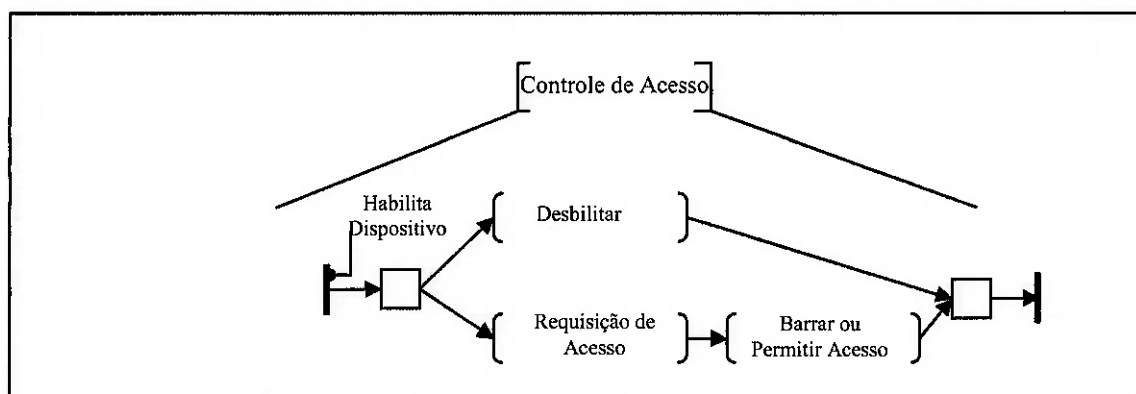 Controle de Acesso
Habilita
Dispositivo
Desbilitar
Requisição de
Acesso
Barrar ou
Permitir Acesso